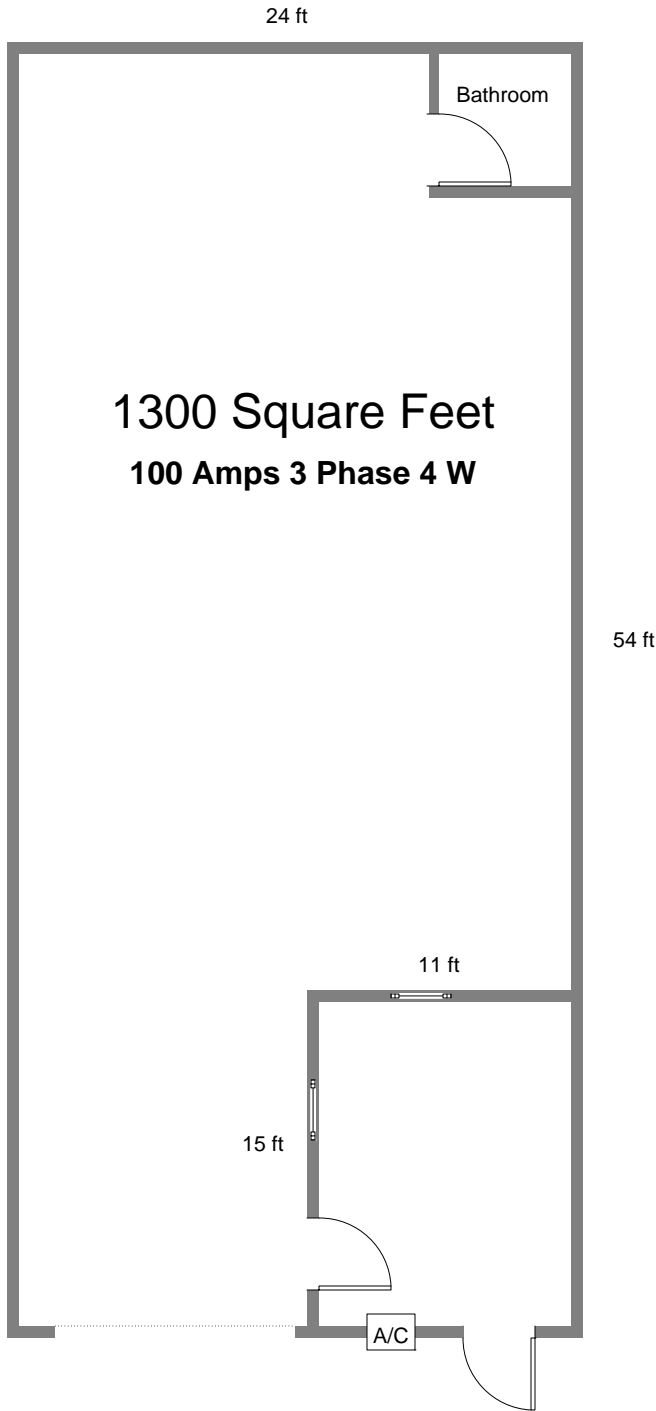 24 ft
Bathroom
1300 Square Feet
100 Amps 3 Phase 4 W
54 ft
11 ft
15 ft
A/C